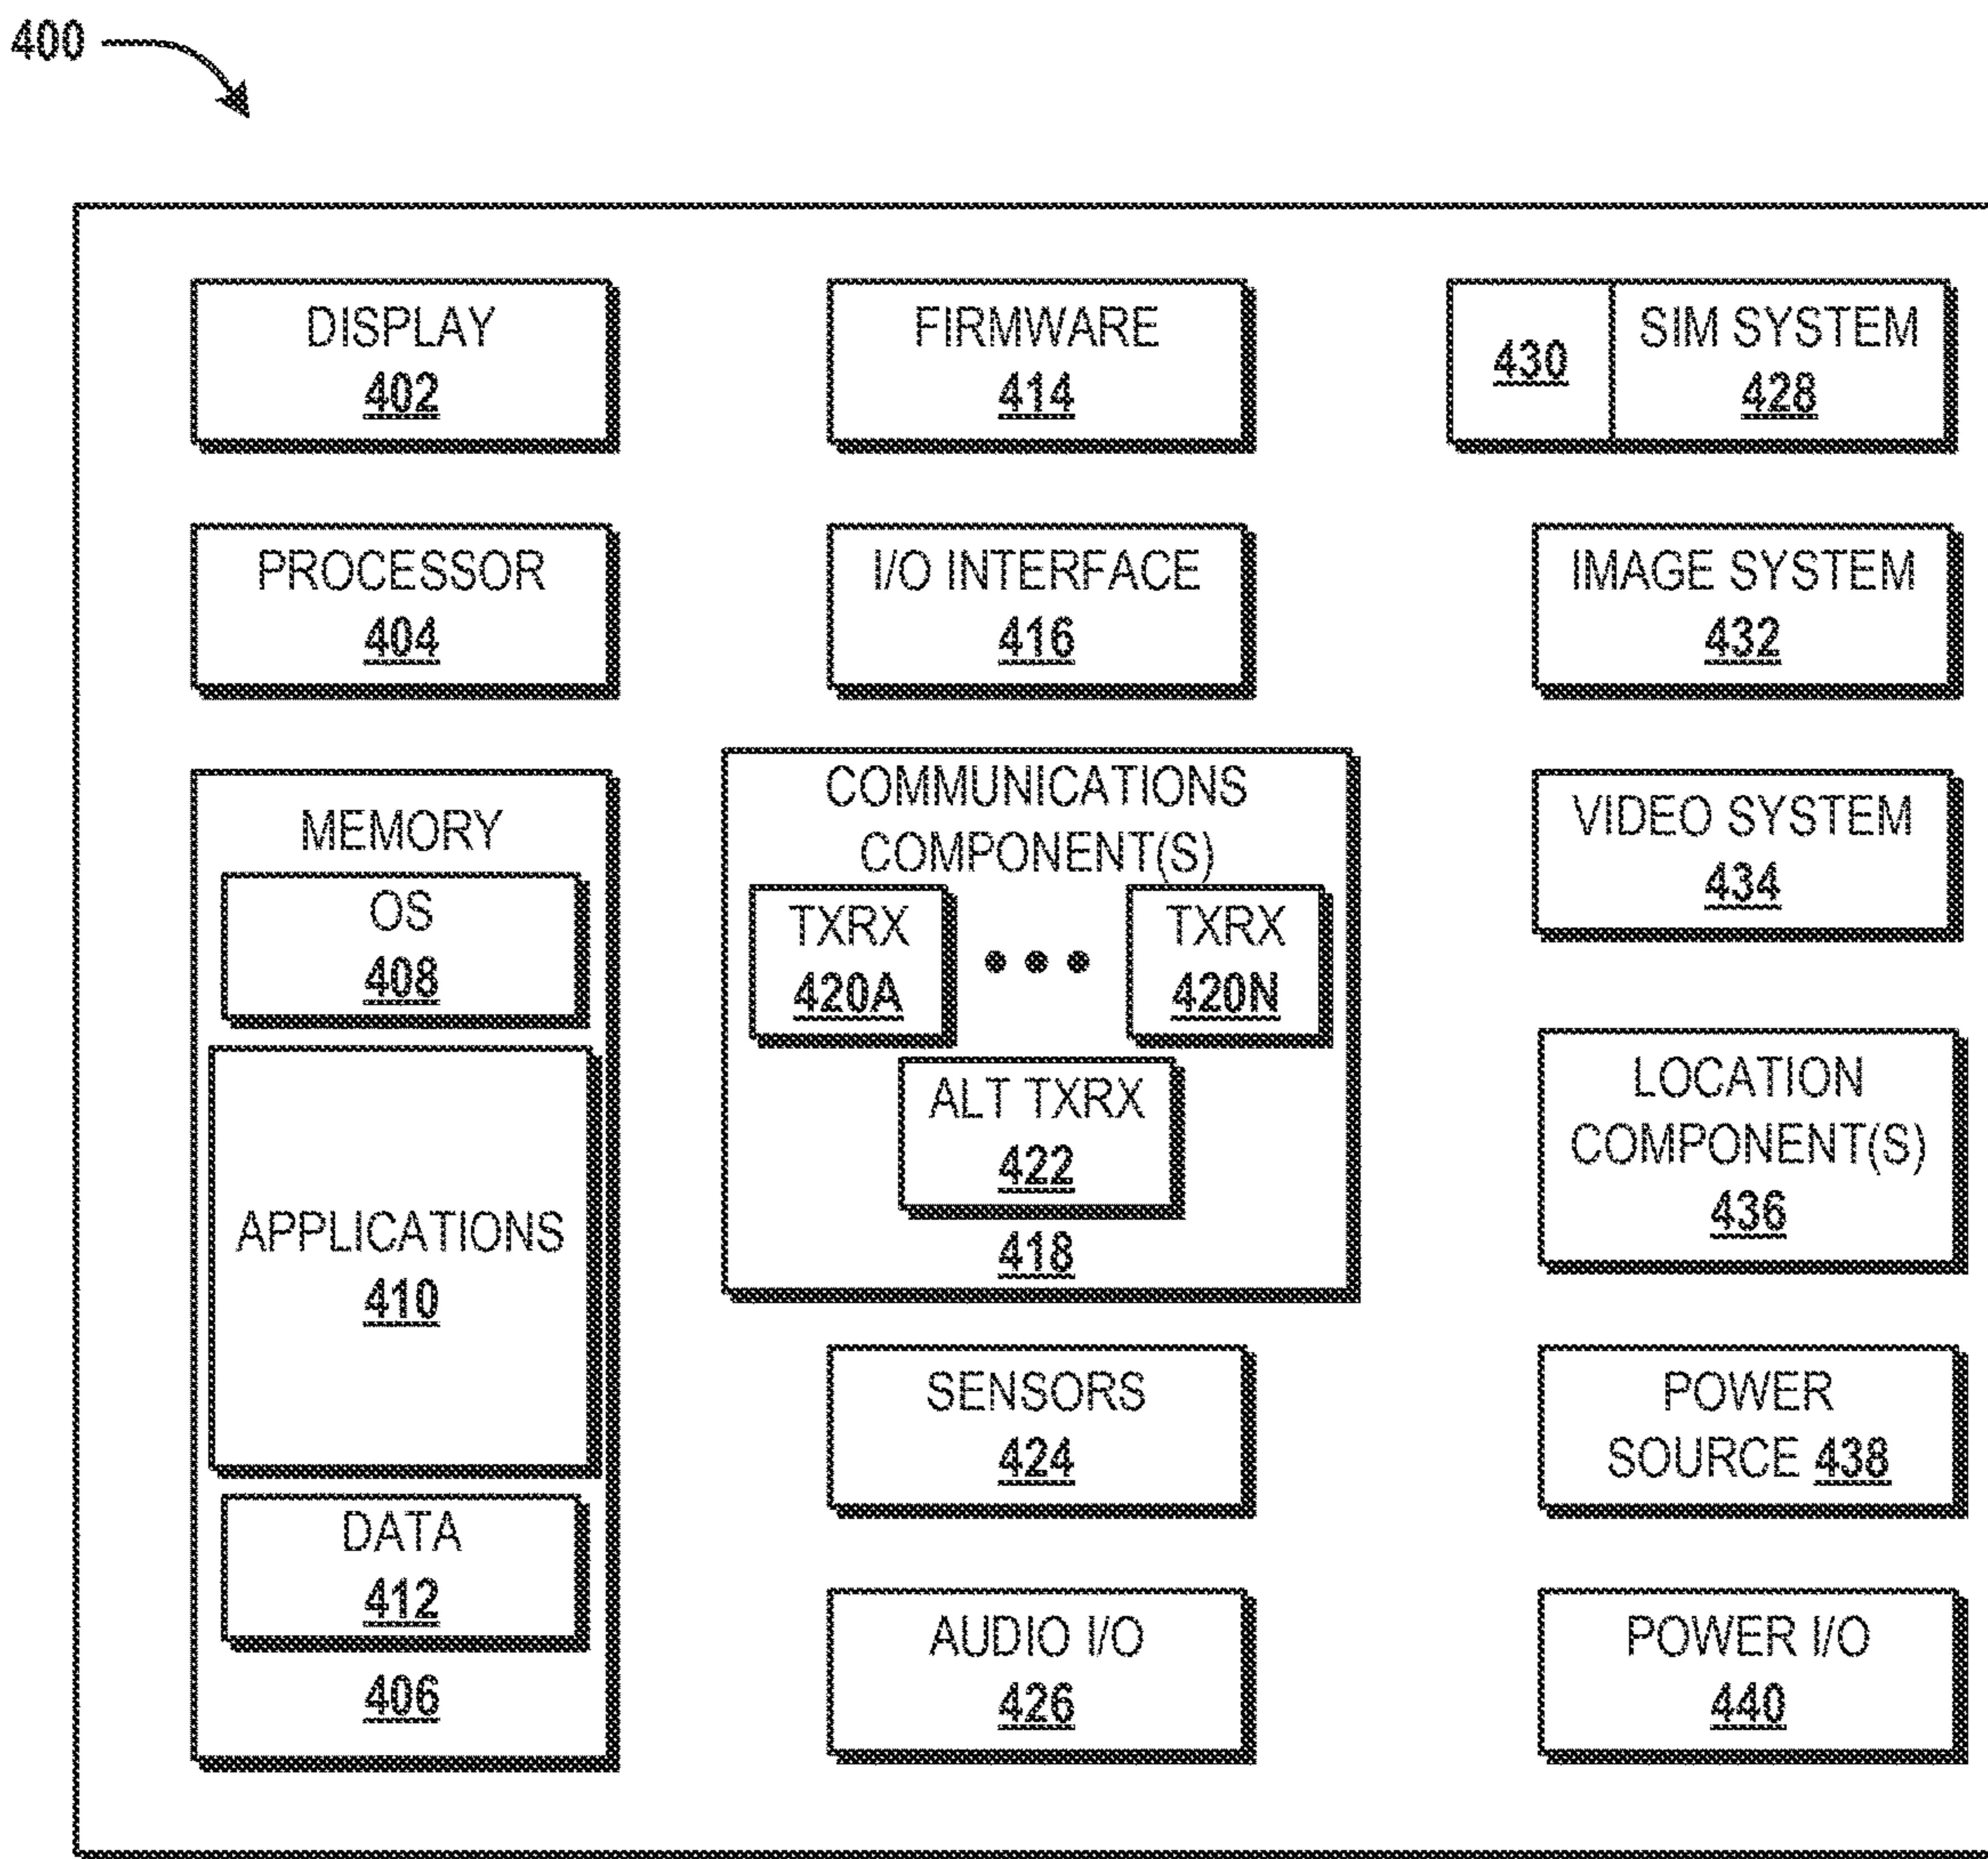 400
DISPLAY
402
PROCESSOR
404
MEMORY
OS
408
APPLICATIONS
410
DATA
412
406
FIRMWARE
414
I/O INTERFACE
416
COMMUNICATIONS
COMPONENT(S)
TXRX
420A
TXRX
420N
ALT TXRX
422
418
SENSORS
424
AUDIO I/O
426
430
SIM SYSTEM
428
IMAGE SYSTEM
432
VIDEO SYSTEM
434
LOCATION
COMPONENT(S)
436
POWER
SOURCE 438
POWER I/O
440